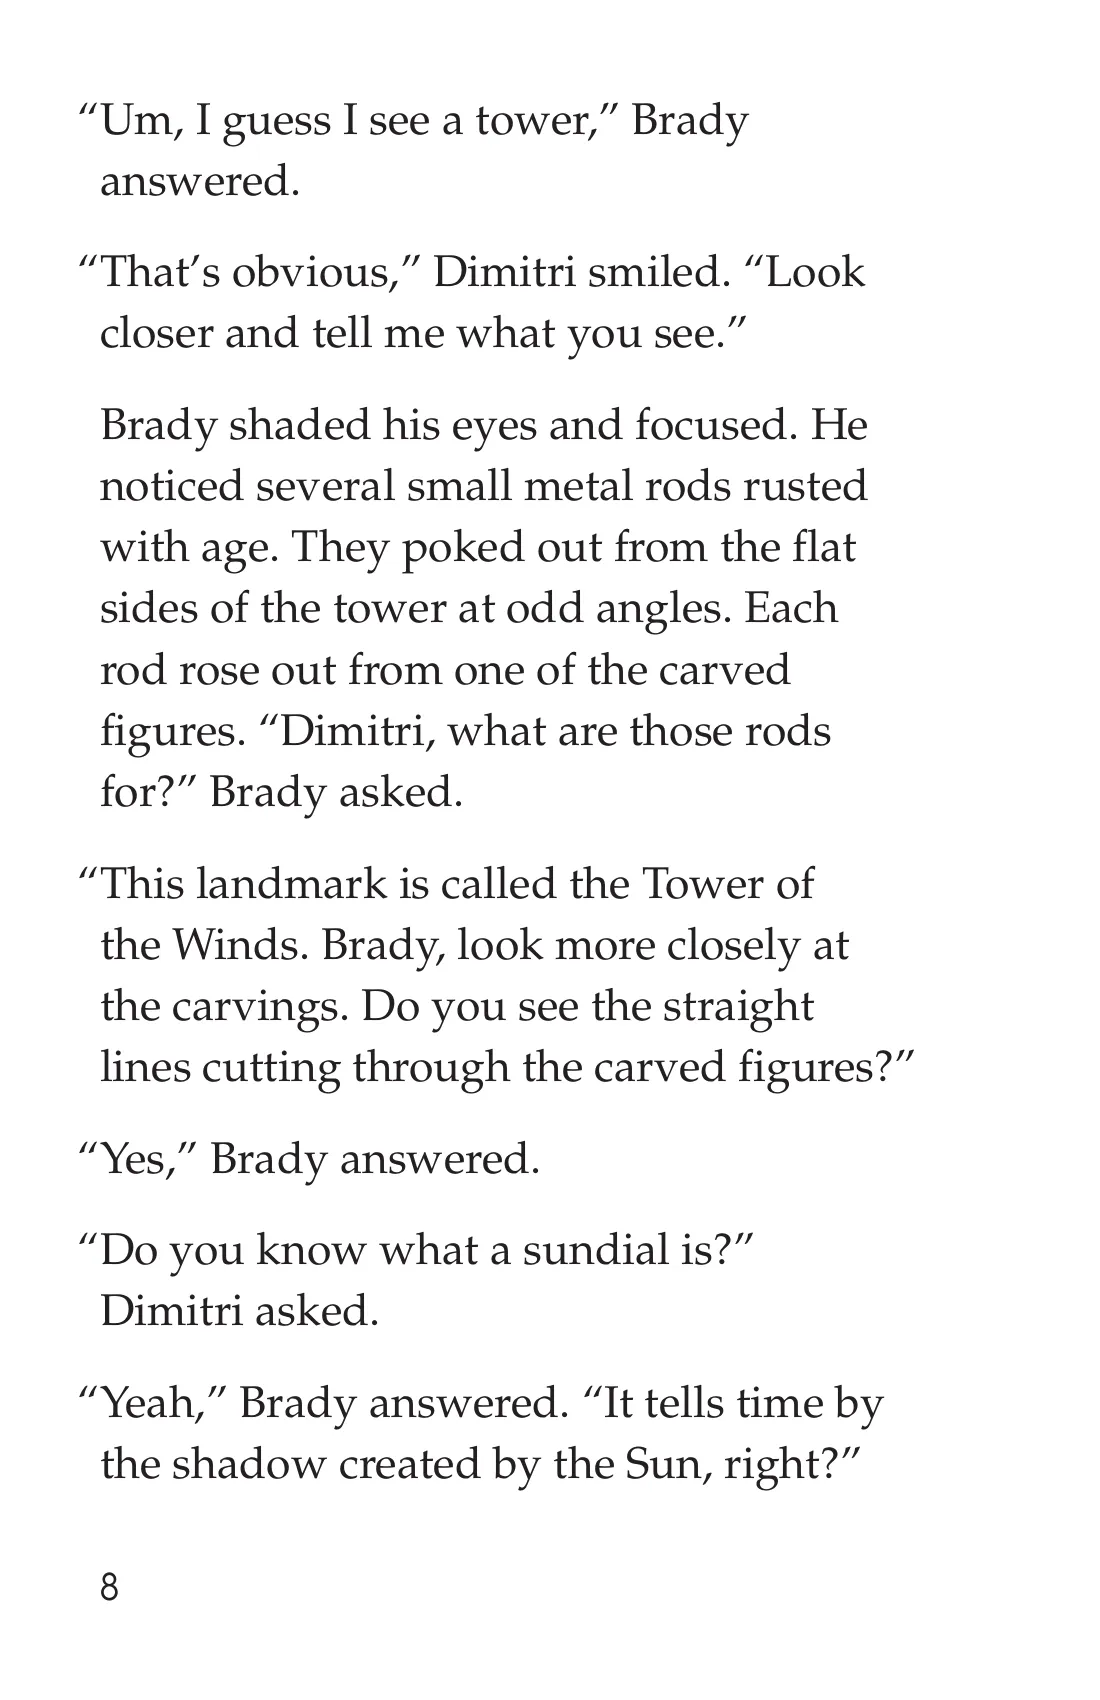 “Um, I guess I see a tower,” Brady
answered.
“That’s obvious,” Dimitri smiled. “Look
closer and tell me what you see.”
Brady shaded his eyes and focused. He
noticed several small metal rods rusted
with age. They poked out from the flat
sides of the tower at odd angles. Each
rod rose out from one of the carved
figures. “Dimitri, what are those rods
for?” Brady asked.
“This landmark is called the Tower of
the Winds. Brady, look more closely at
the carvings. Do you see the straight
lines cutting through the carved figures?”
“Yes,” Brady answered.
“Do you know what a sundial is?”
Dimitri asked.
“Yeah,” Brady answered. “It tells time by
the shadow created by the Sun, right?”
8